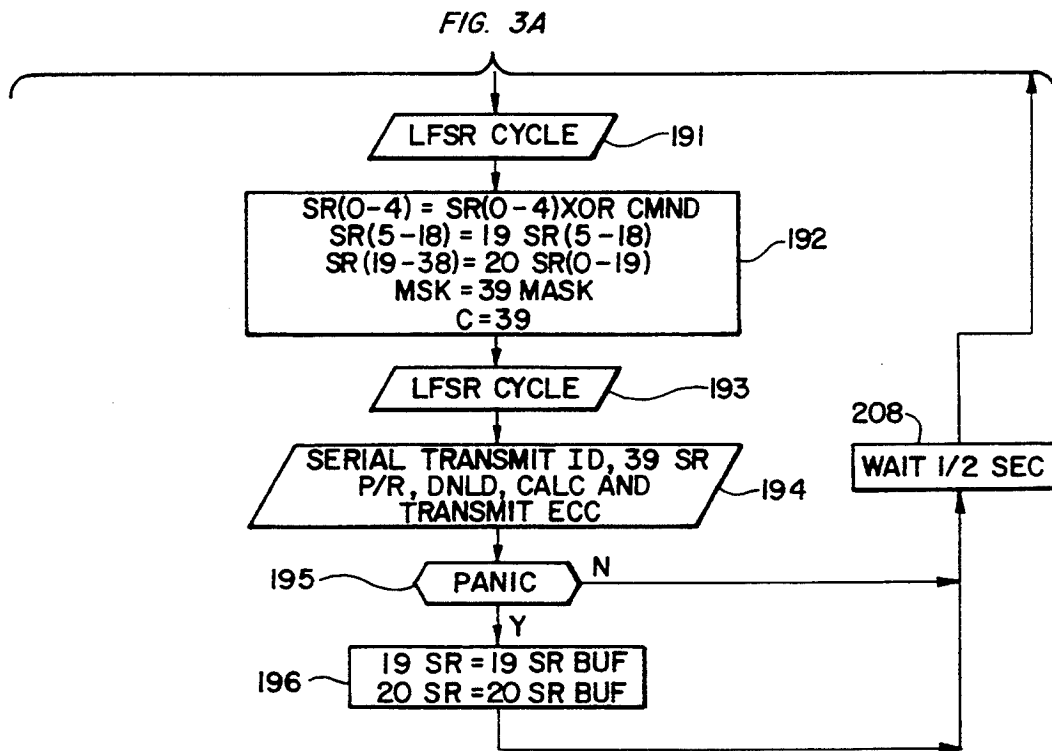 FIG. 3A
LFSR CYCLE
191
SR(0-4) = SR(0-4)XOR CMND
SR(5-18) = 19 SR(5-18)
SR(19-38) = 20 SR(0-19)
MSK = 39 MASK
C = 39
192
LFSR CYCLE
193
SERIAL TRANSMIT ID, 39 SR
P/R, DNLD, CALC AND
TRANSMIT ECC
194
208
WAIT 1/2 SEC
195
PANIC
N
Y
196
19 SR = 19 SR BUF
20 SR = 20 SR BUF